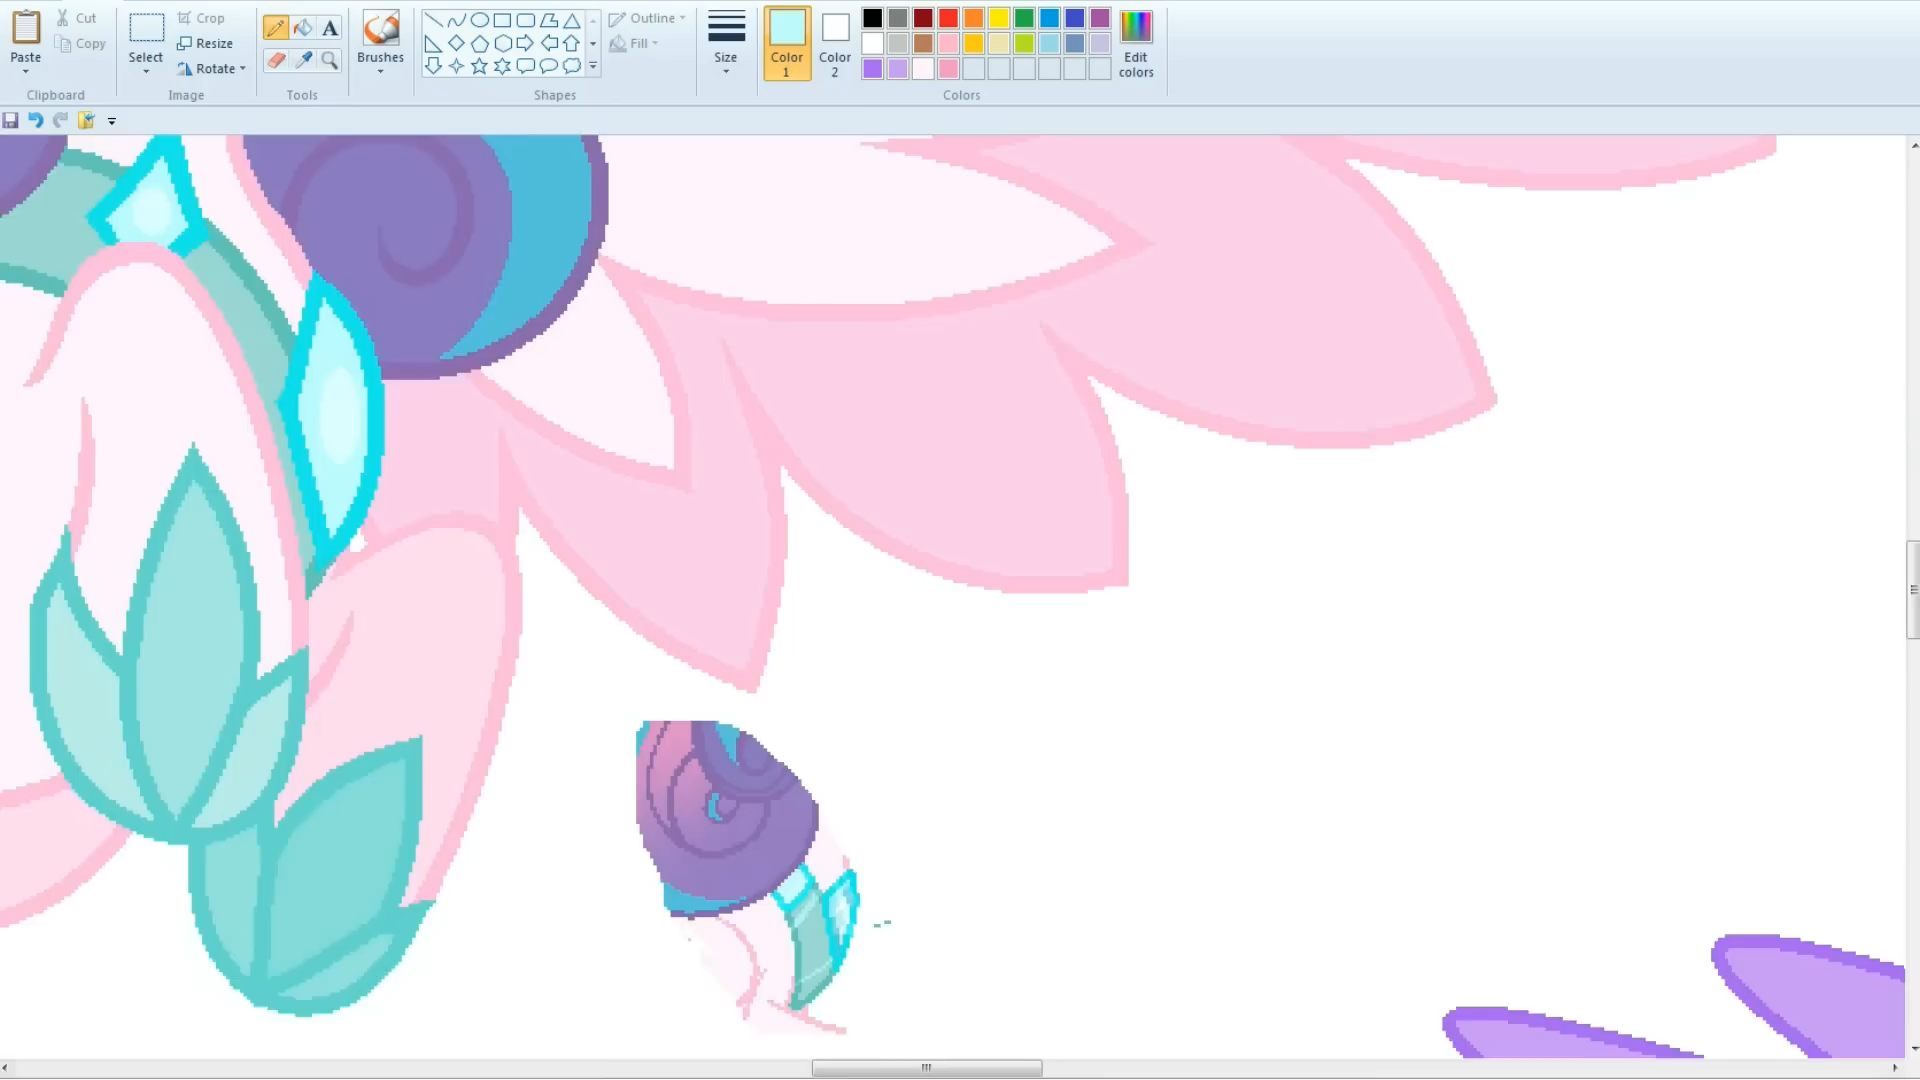 Cut
Crop
Outline
Copy
Resize
Fill
Paste
Select
Rotate
Brushes
Size
Color
1
Color
2
Edit
colors
Clipboard
Image
Tools
Shapes
Colors
A